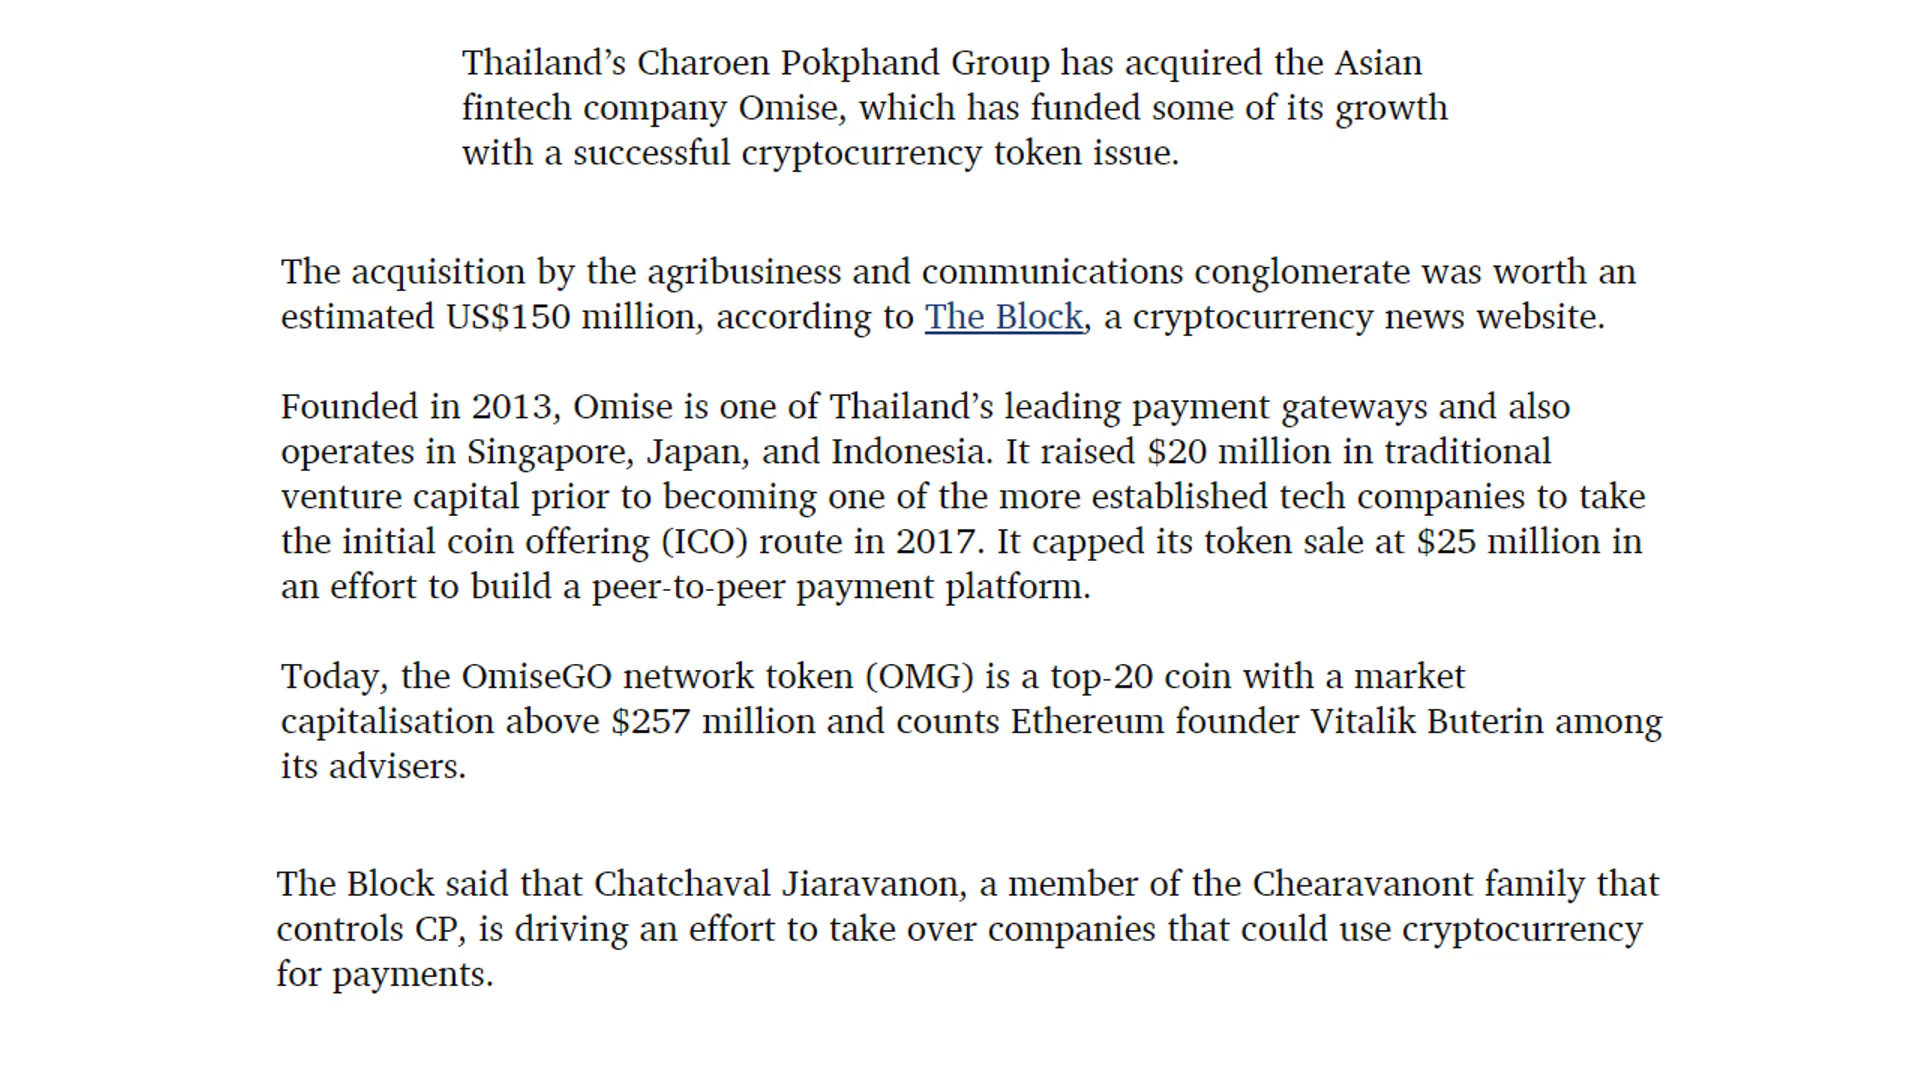 Thailand’s Charoen Pokphand Group has acquired the Asian
fintech company Omise, which has funded some of its growth
with a successful cryptocurrency token issue.
The acquisition by the agribusiness and communications conglomerate was worth an
estimated US$150 million, according to The Block, a cryptocurrency news website.
Founded in 2013, Omise is one of Thailand’s leading payment gateways and also
operates in Singapore, Japan, and Indonesia. It raised $20 million in traditional
venture capital prior to becoming one of the more established tech companies to take
the initial coin offering (ICO) route in 2017. It capped its token sale at $25 million in
an effort to build a peer-to-peer payment platform.
Today, the OmiseGO network token (OMG) is a top-20 coin with a market
capitalisation above $257 million and counts Ethereum founder Vitalik Buterin among
its advisers.
The Block said that Chatchaval Jiaravanon, a member of the Chearavanont family that
controls CP, is driving an effort to take over companies that could use cryptocurrency
for payments.